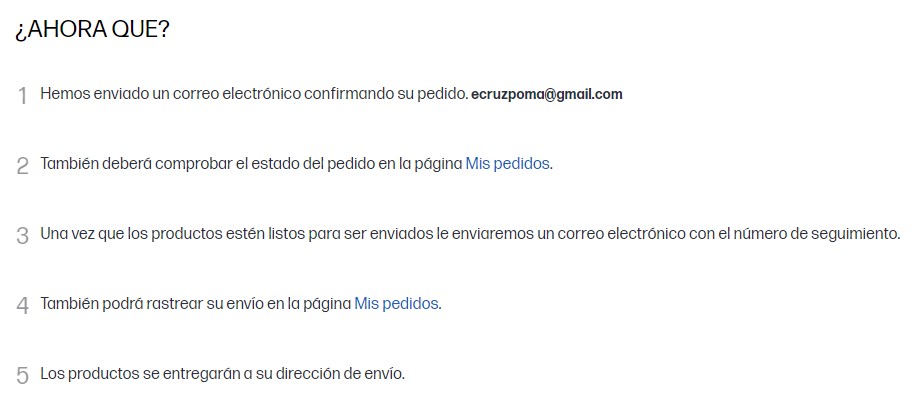 ¿AHORA QUE?
1 Hemos enviado un correo electrónico confirmando su pedido. ecruzpoma@gmail.com
2 También deberá comprobar el estado del pedido en la página Mis pedidos.
3 Una vez que los productos estén listos para ser enviados le enviaremos un correo electrónico con el número de seguimiento.
4 También podrá rastrear su envío en la página Mis pedidos.
5 Los productos se entregarán a su dirección de envío.